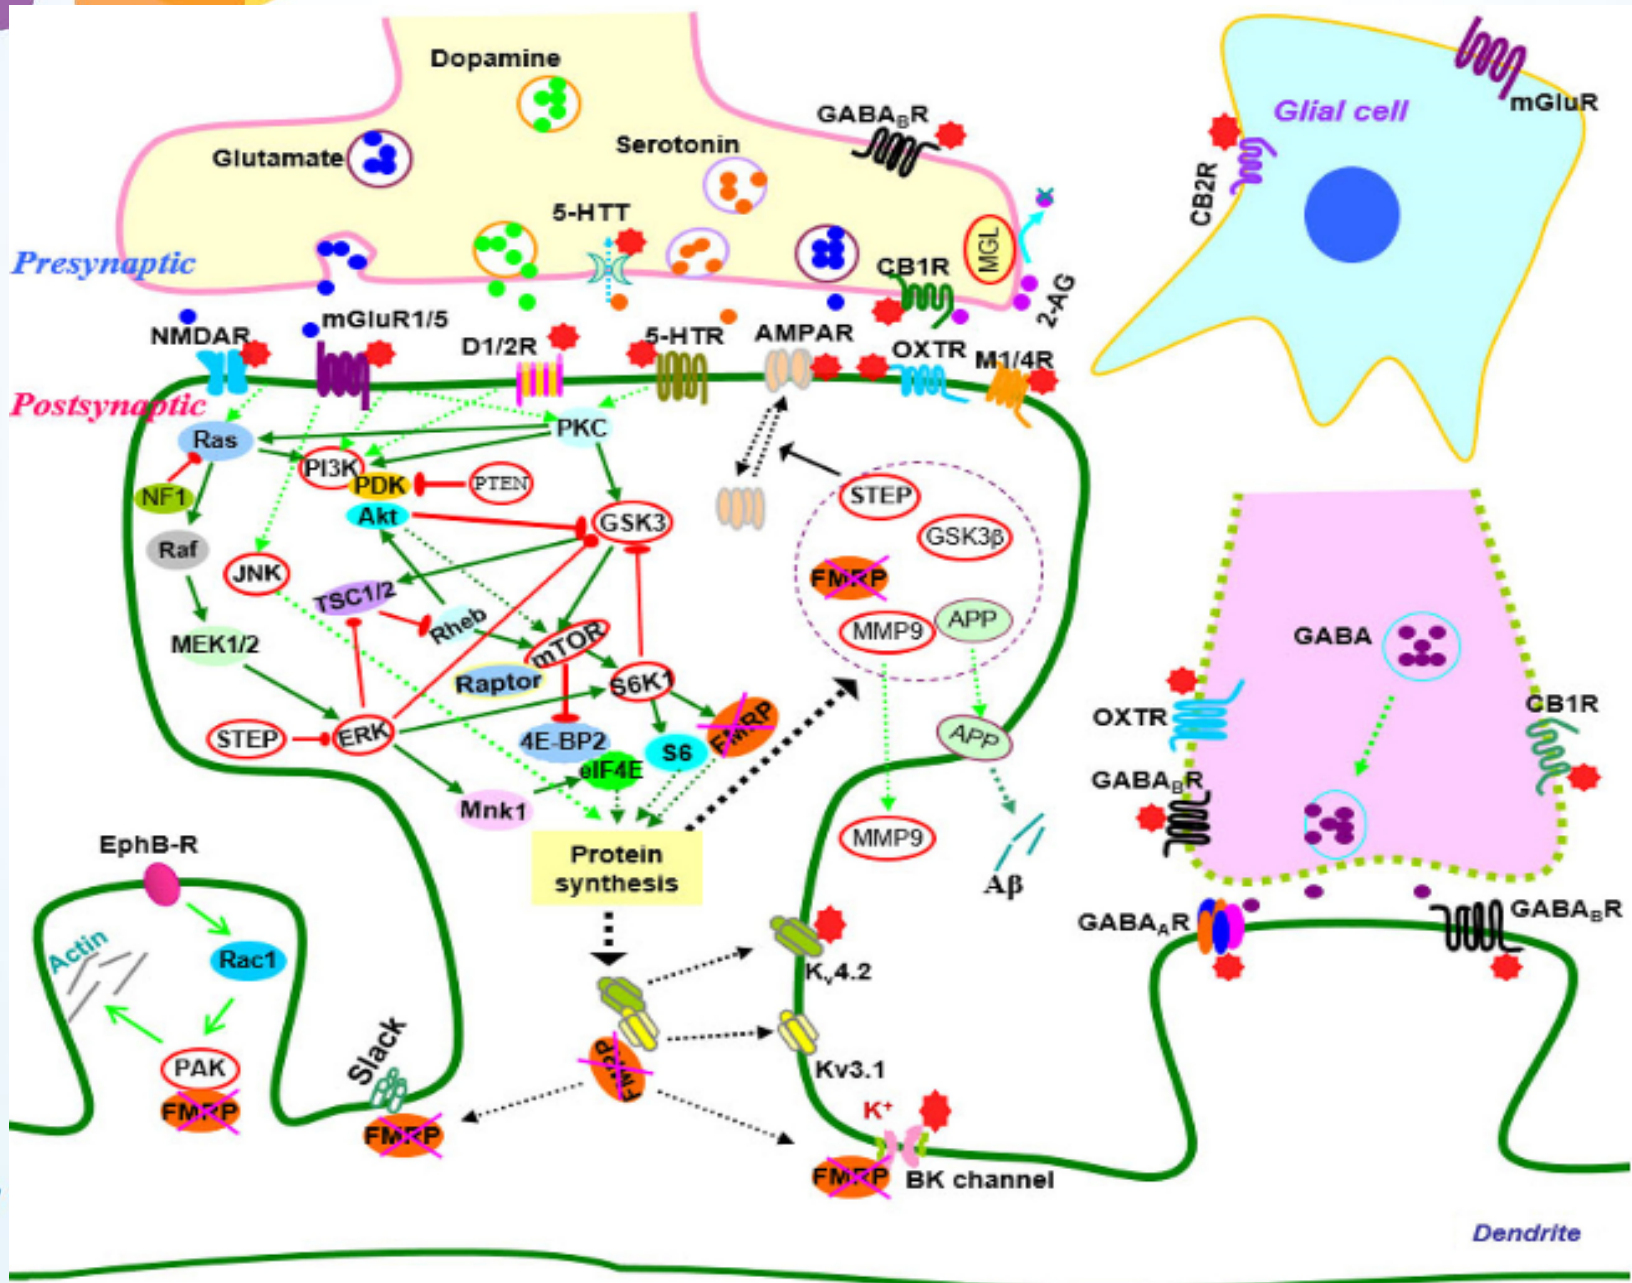 Dopamine
GABA_BR
mGluR
Glial cell
Glutamate
Serotonin
CB2R
5-HTT
MGL
Presynaptic
CB1R
2-AG
NMDAR
mGluR1/5
D1/2R
5-HTR
AMPAR
OXTR
M1/4R
Postsynaptic
Ras
PKC
PI3K
PDK
PTEN
NF1
Akt
GSK3
STEP
GSK3β
Raf
JNK
FMRP
TSC1/2
Rheb
MMP9
APP
MEK1/2
mTOR
GABA
Raptor
S6K1
STEP
ERK
4E-BP2
S6
FMRP
APP
OXTR
CB1R
eIF4E
GABA_BR
Mnk1
MMP9
EphB-R
Protein
synthesis
Aβ
GABA_AR
GABA_BR
Actin
Rac1
Kv4.2
PAK
FMRP
Slack
FMRP
Kv3.1
K⁺
FMRP
FMRP
BK channel
Dendrite